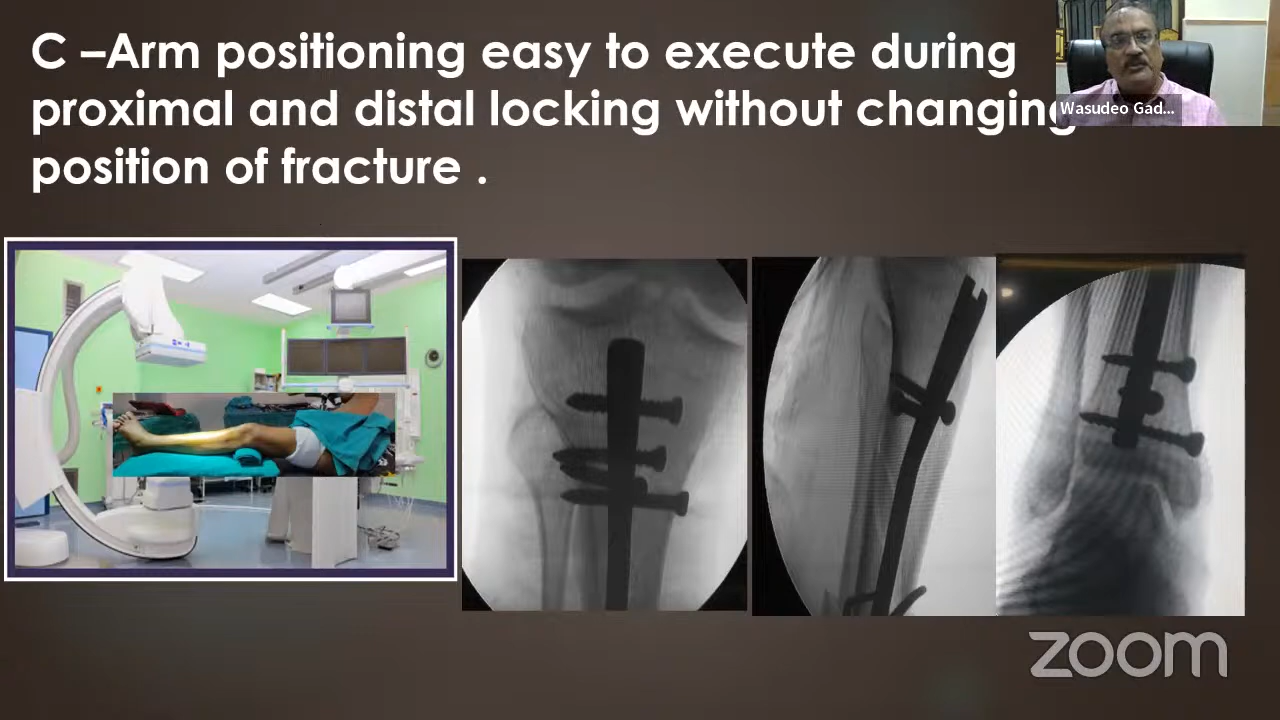 C –Arm positioning easy to execute during
proximal and distal locking without changing
position of fracture .
Wasudeo Gad...
zoom